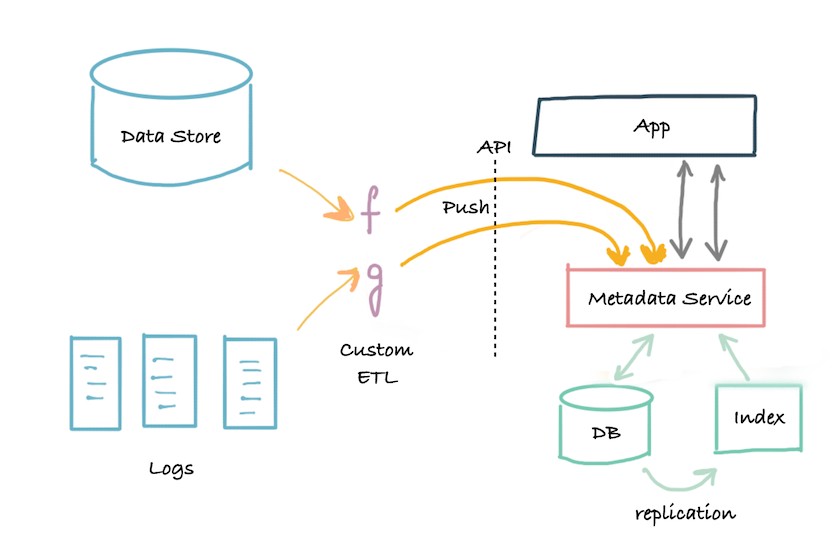 Data Store
App
API
f
Push
g
Metadata Service
Custom
ETL
DB
Index
Logs
replication